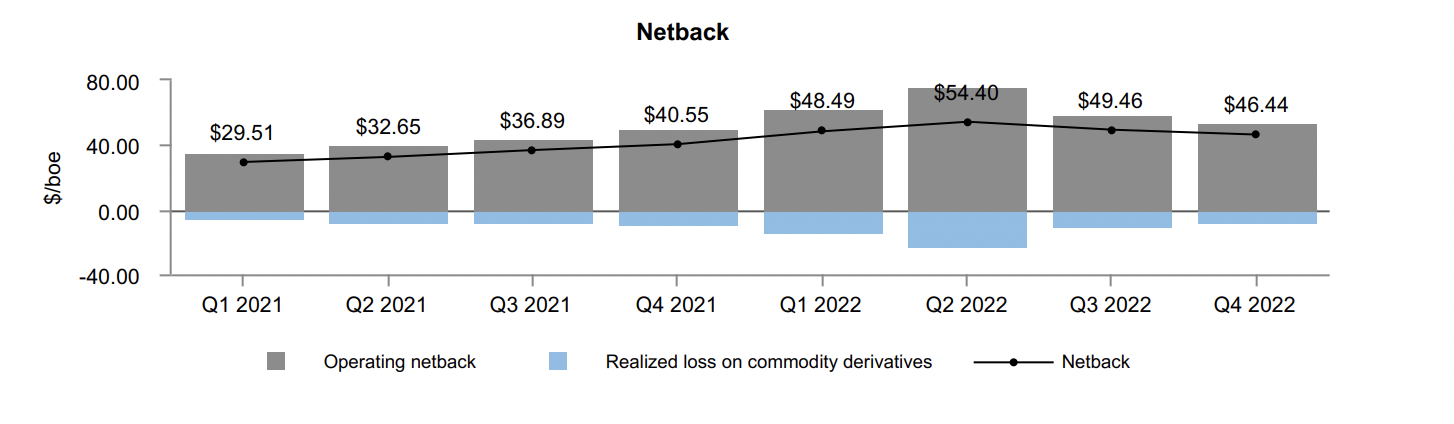 Netback
80.00
40.00
0.00
-40.00
$/boe
$29.51
$32.65
$36.89
$40.55
$48.49
$54.40
$49.46
$46.44
Q1 2021
Q2 2021
Q3 2021
Q4 2021
Q1 2022
Q2 2022
Q3 2022
Q4 2022
Operating netback
Realized loss on commodity derivatives
Netback